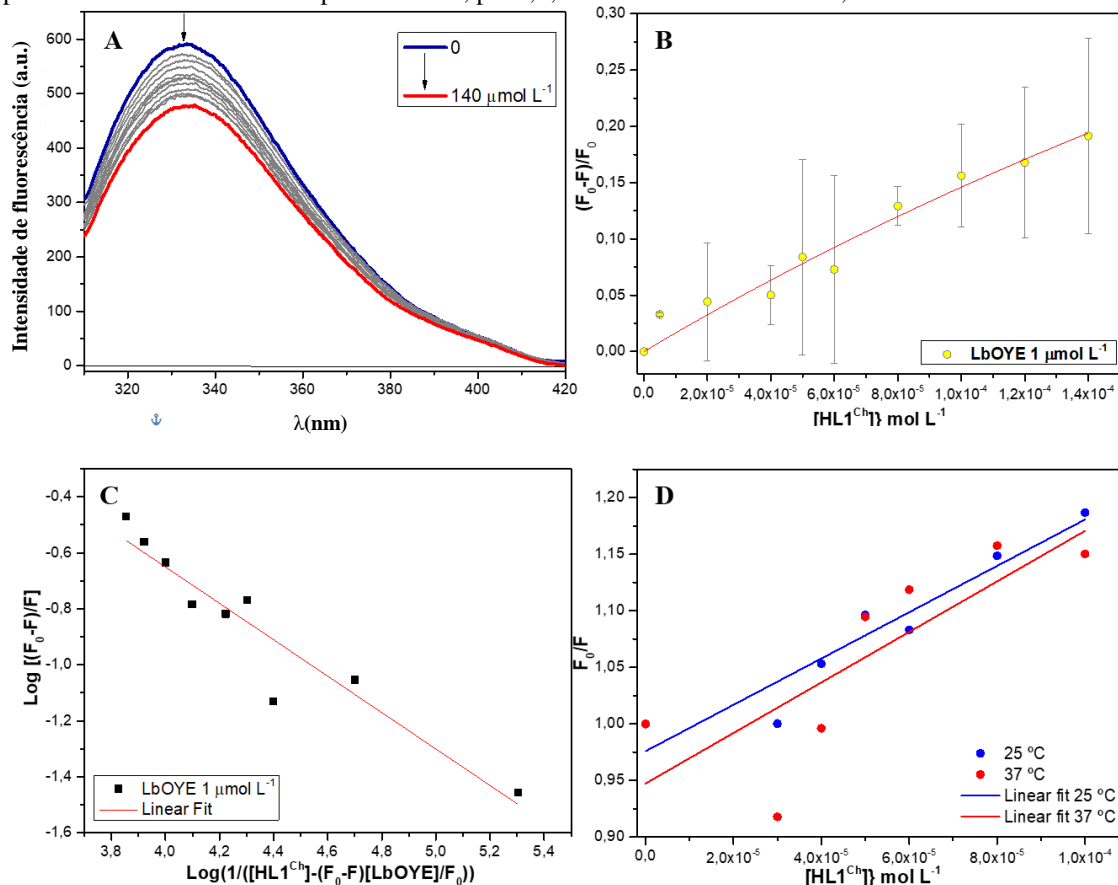 A
Intensidade de fluorescência (a.u.)
600
500
400
300
200
100
0
0
140 μmol L⁻¹
320 340 360 380 400 420
λ(nm)
B
(F₀-F)/F₀
0,30
0,25
0,20
0,15
0,10
0,05
0,00
LbOYE 1 μmol L⁻¹
0,0 2,0x10⁻⁵ 4,0x10⁻⁵ 6,0x10⁻⁵ 8,0x10⁻⁵ 1,0x10⁻⁴ 1,2x10⁻⁴ 1,4x10⁻⁴
[HL1ᶜʰ]} mol L⁻¹
C
Log [(F₀-F)/F]
-0,4
-0,6
-0,8
-1,0
-1,2
-1,4
-1,6
LbOYE 1 μmol L⁻¹
Linear Fit
3,8 4,0 4,2 4,4 4,6 4,8 5,0 5,2 5,4
Log(1/([HL1ᶜʰ]-(F₀-F)[LbOYE]/F₀))
D
F₀/F
1,20
1,15
1,10
1,05
1,00
0,95
0,90
25 ºC
37 ºC
Linear fit 25 ºC
Linear fit 37 ºC
0,0 2,0x10⁻⁵ 4,0x10⁻⁵ 6,0x10⁻⁵ 8,0x10⁻⁵ 1,0x10⁻⁴
[HL1ᶜʰ]} mol L⁻¹